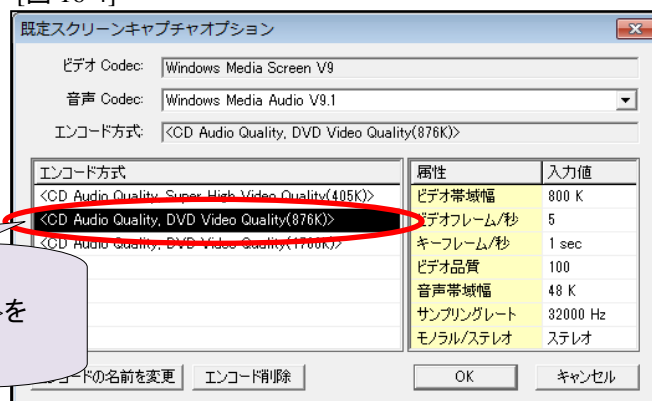 [図 16-4]
既定スクリーンキャプチャオプション
ビデオ Codec: Windows Media Screen V9
音声 Codec: Windows Media Audio V9.1
エンコード方式: <CD Audio Quality, DVD Video Quality(876K)>
エンコード方式 属性 入力値
<CD Audio Quality, Super High Video Quality(405K)> ビデオ帯域幅 800 K
<CD Audio Quality, DVD Video Quality(876K)> ビデオフレーム/秒 5
<CD Audio Quality, DVD Video Quality(1700K)> キーフレーム/秒 1 sec
ビデオ品質 100
音声帯域幅 48 K
を
サンプリングレート 32000 Hz
モノラル/ステレオ ステレオ
ードの名前を変更 エンコード削除 OK キャンセル